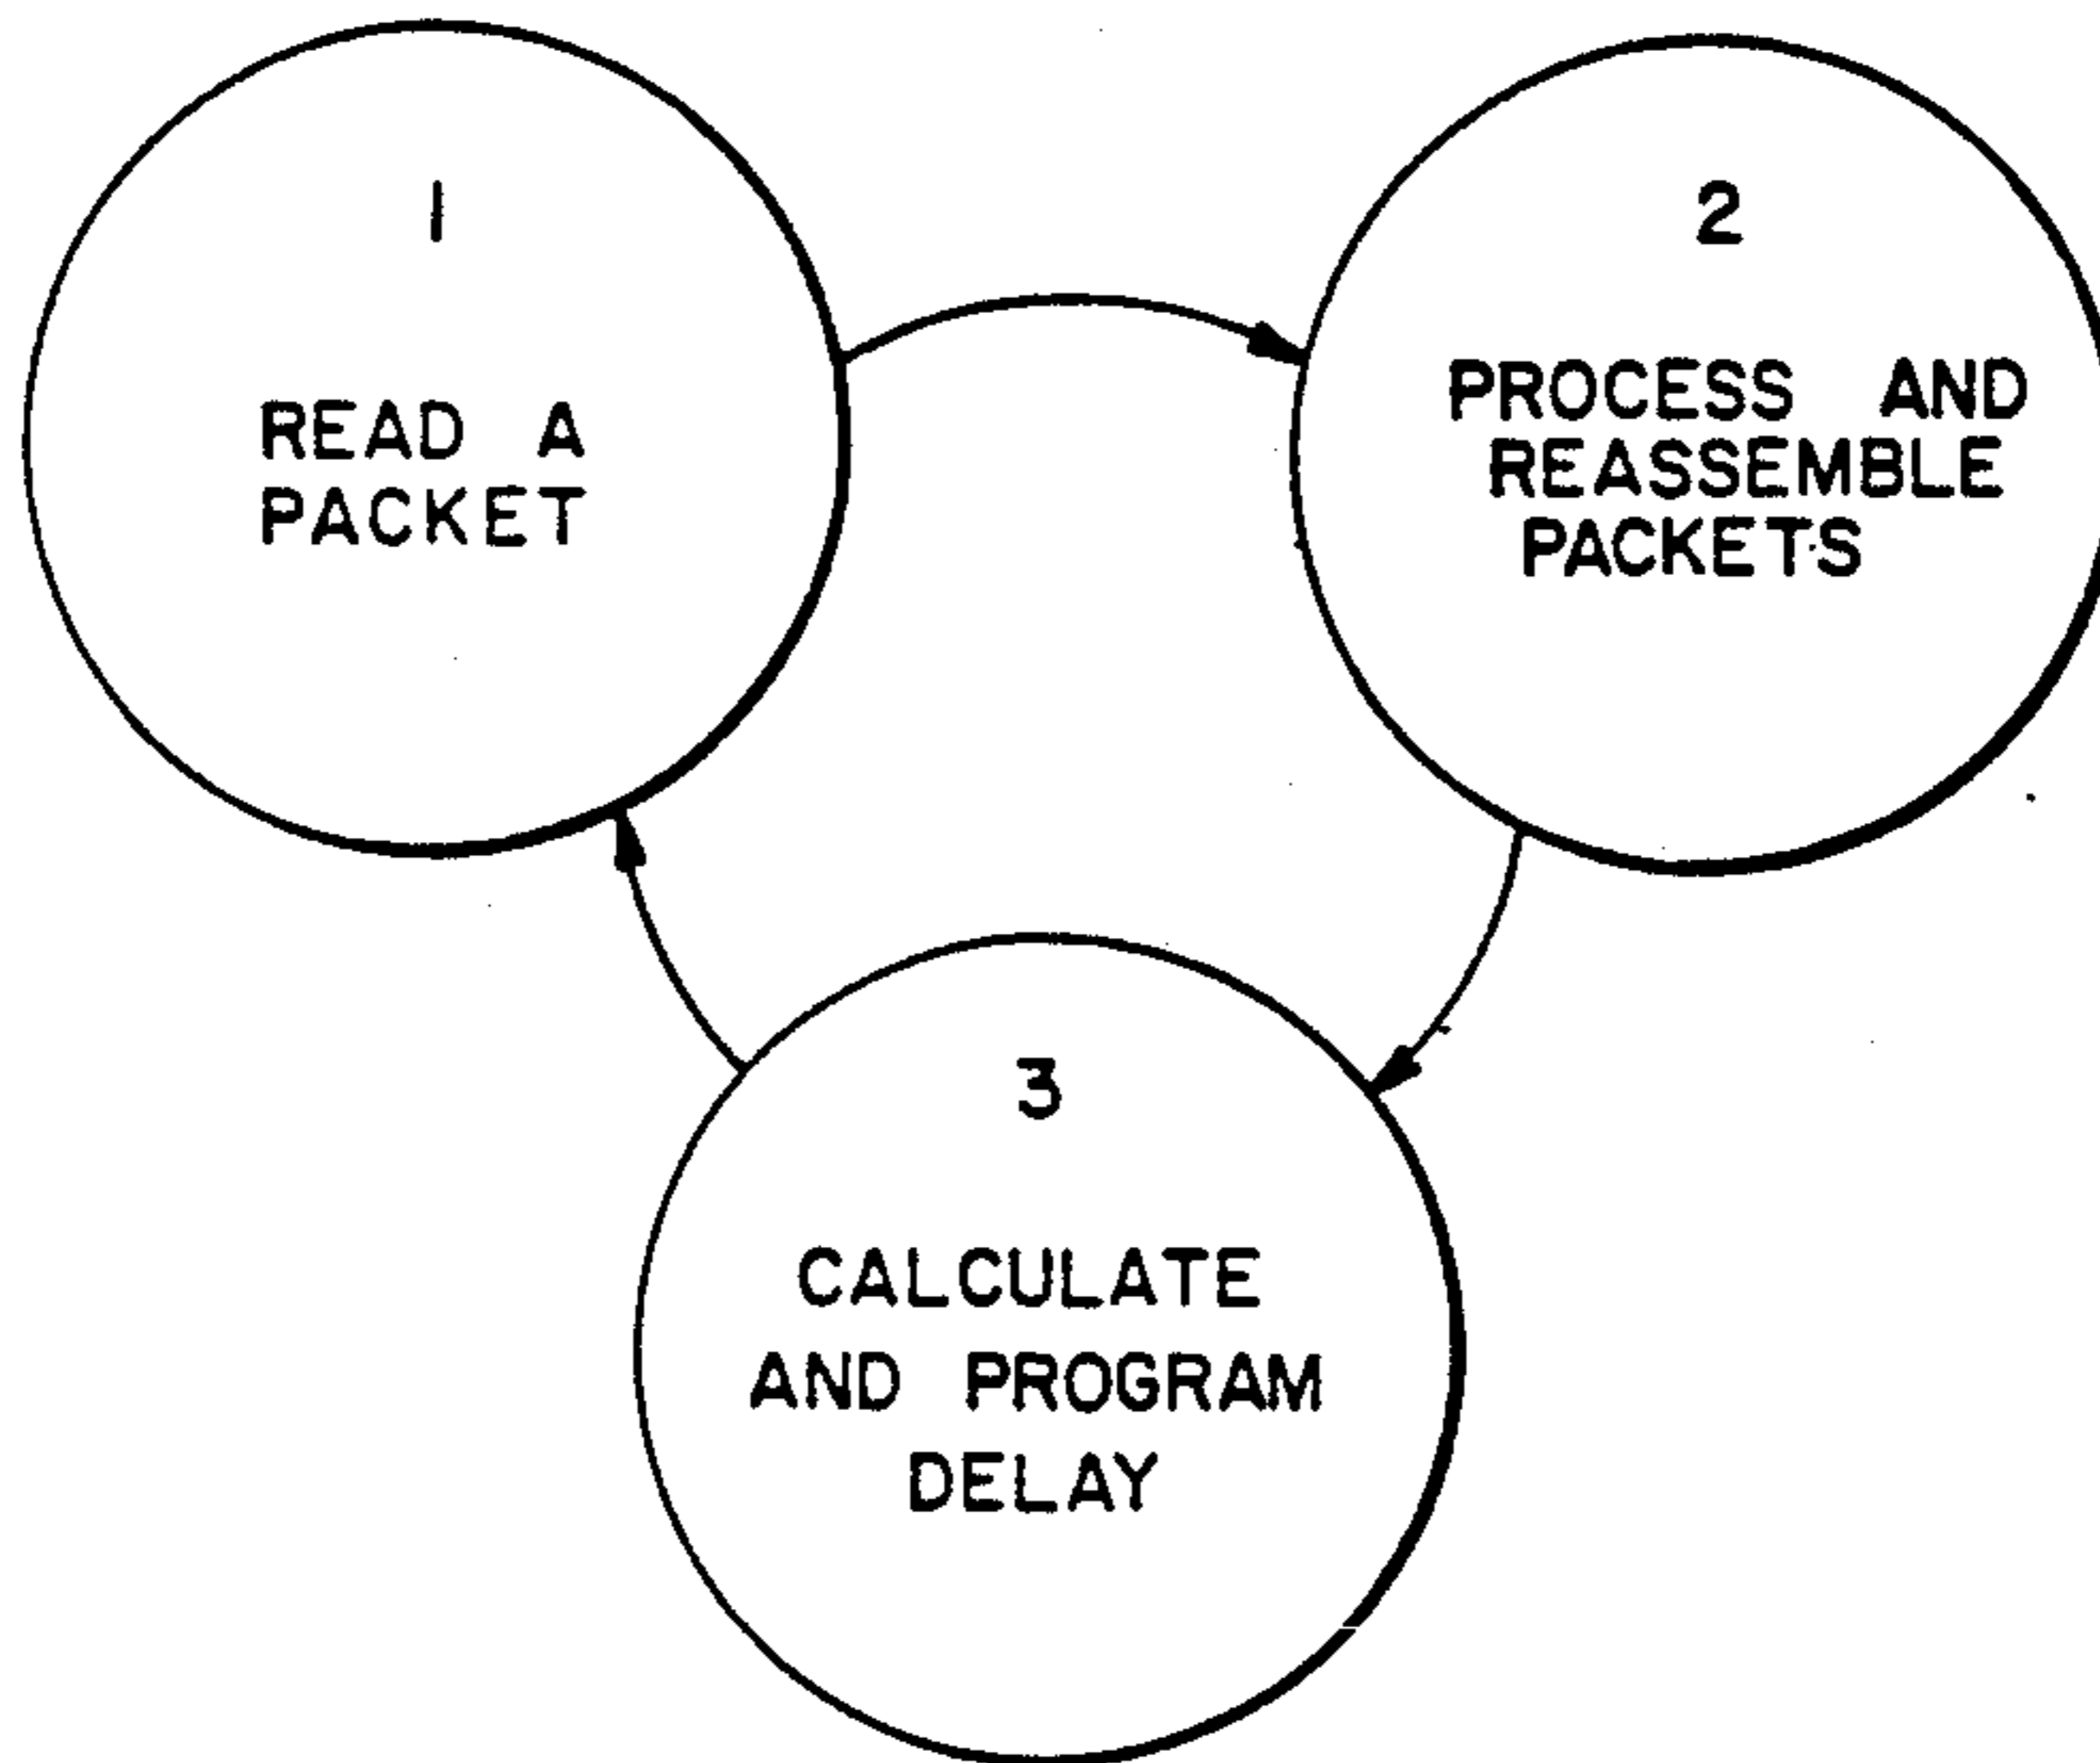 1
READ A
PACKET
2
PROCESS AND
REASSEMBLE
PACKETS
3
CALCULATE
AND PROGRAM
DELAY